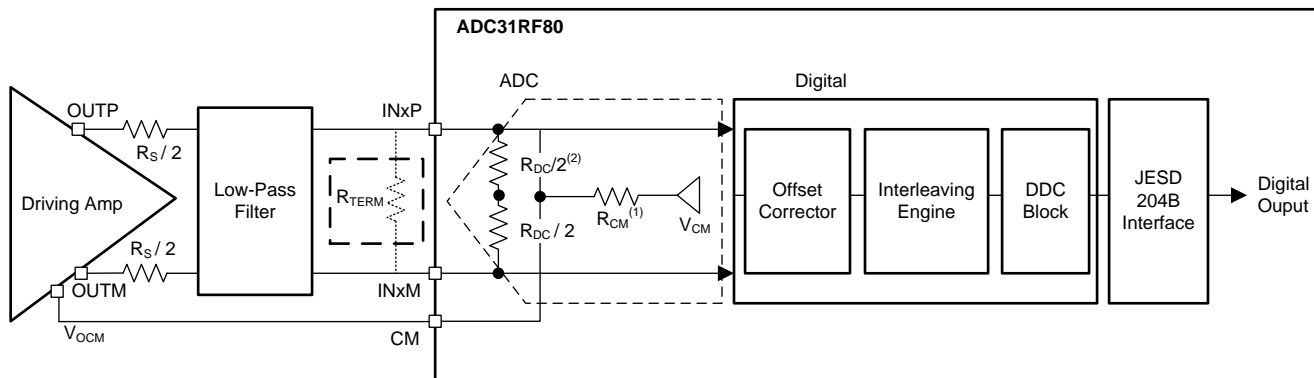 ADC31RF80
ADC
Digital
OUTP
INxP
R_S / 2
R_DC/2^(2)
Low-Pass
Filter
R_TERM
Driving Amp
Offset
Corrector
Interleaving
Engine
DDC
Block
JESD
204B
Interface
Digital
Ouput
R_CM^(1)
V_CM
R_DC / 2
R_S / 2
OUTM
INxM
V_OCM
CM